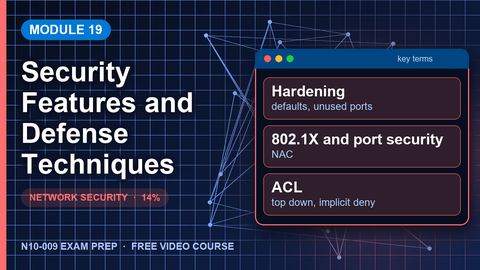 MODULE 19
Security
Features and
Defense
Techniques
NETWORK SECURITY · 14%
N10-009 EXAM PREP · FREE VIDEO COURSE
key terms
Hardening
defaults, unused ports
802.1X and port security
NAC
ACL
top down, implicit deny